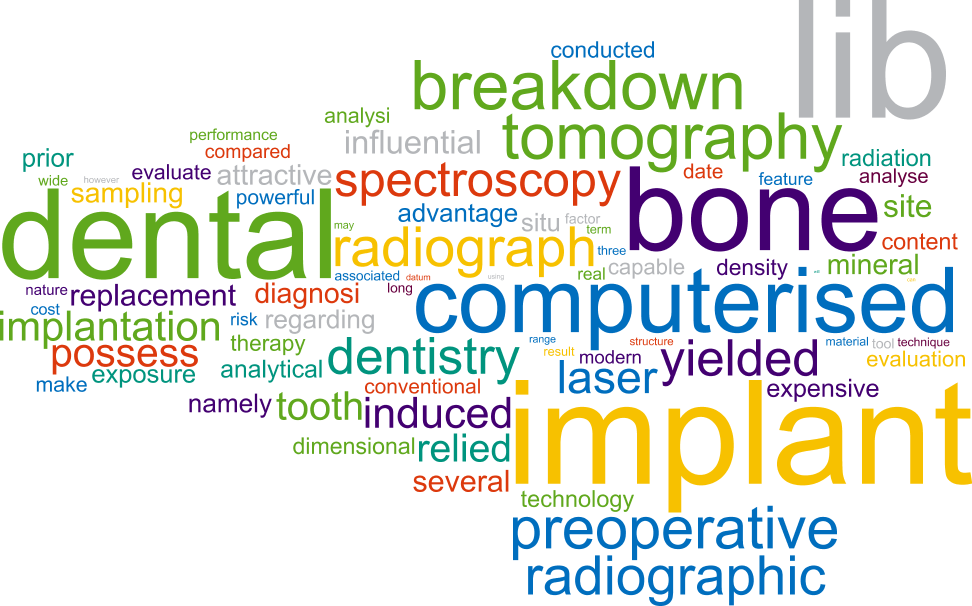 lib
conducted
breakdown
analysi
tomography
performance
influential
compared
prior
radiation
evaluate
attractive
spectroscopy
date
bone
analyse
wide
however
feature
sampling
powerful
dental
advantage
situ
factor
site
may
term
radiograph
three
content
associated
datum
using
real
capable
density
mineral
nature
replacement
diagnosi
long
computerised
cost
implantation
risk
regarding
possess
therapy
dentistry
range
structure
material
tool
technique
result
modern
yielded
evaluation
make
exposure
analytical
laser
conventional
expensive
namely
tooth
induced
implant
dimensional
relied
several
technology
preoperative
radiographic